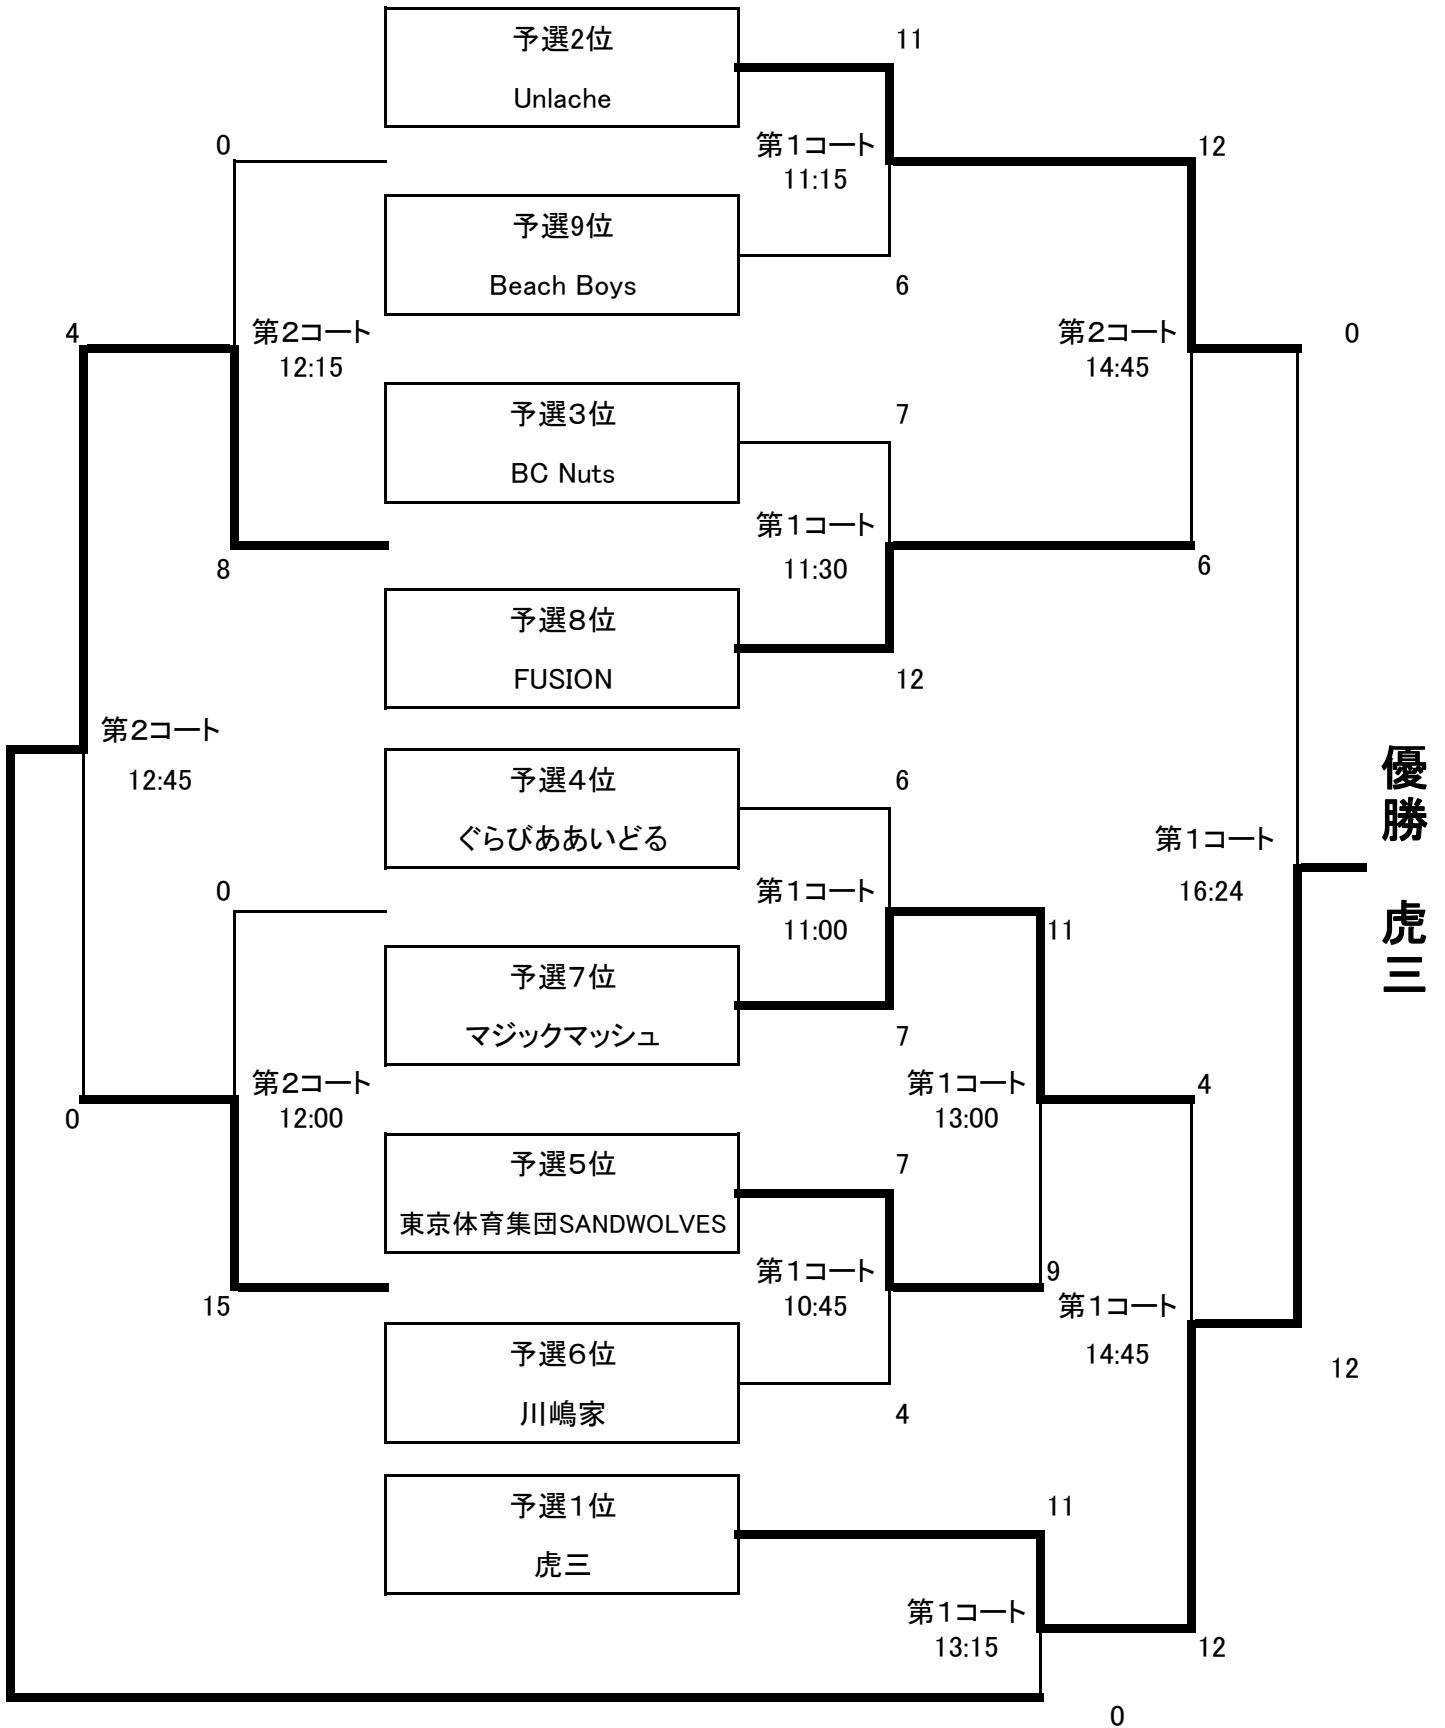 予選2位
11
Unlache
0
第１コート
11:15
12
予選9位
Beach Boys
6
4
第２コート
12:15
第２コート
14:45
0
予選３位
7
BC Nuts
第１コート
11:30
8
6
予選８位
FUSION
12
第２コート
12:45
予選４位
6
ぐらびああいどる
第１コート
16:24
優勝　虎三
0
第１コート
11:00
11
予選７位
マジックマッシュ
7
第２コート
12:00
第１コート
13:00
4
0
予選５位
7
東京体育集団SANDWOLVES
第１コート
10:45
9
15
第１コート
14:45
予選６位
12
川嶋家
4
予選１位
11
虎三
第１コート
13:15
12
0